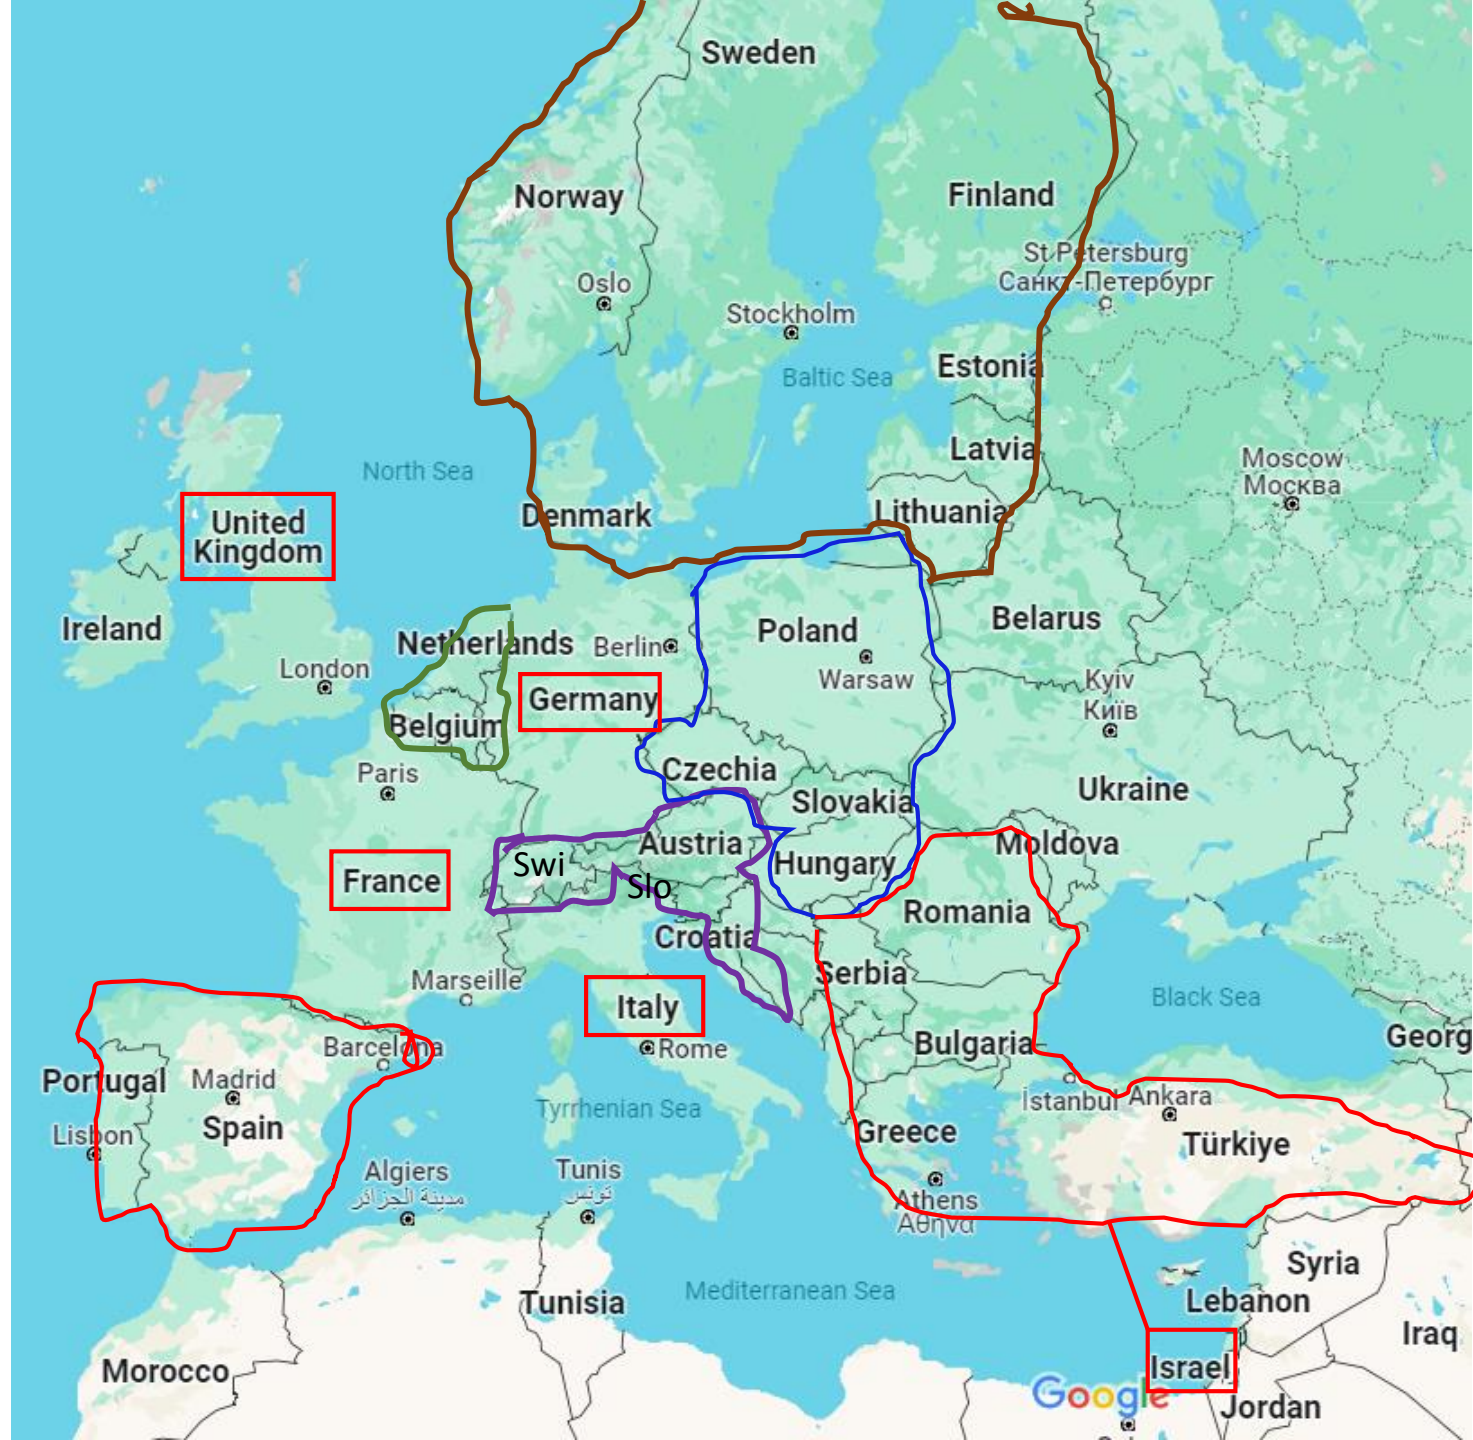 Sweden
Norway
Finland
St Petersburg
Санкт-Петербург
Oslo
Stockholm
Estonia
Baltic Sea
Latvia
Moscow
Москва
North Sea
Denmark
Lithuania
United
Kingdom
Ireland
Belarus
Poland
Netherlands
Berlin
London
Warsaw
Kyiv
Київ
Germany
Belgium
Czechia
Paris
Slovakia
Ukraine
Austria
Moldova
Swi
Hungary
France
Slo
Romania
Croatia
Marseille
Serbia
Black Sea
Italy
Georg
Bulgaria
Barcelona
Rome
Portugal
Madrid
İstanbul
Ankara
Tyrrhenian Sea
Spain
Lisbon
Greece
Türkiye
Algiers
مدينة الجزائر
Tunis
تونس
Athens
Αθήνα
Syria
Mediterranean Sea
Tunisia
Lebanon
Iraq
Morocco
Israel
Google
Jordan